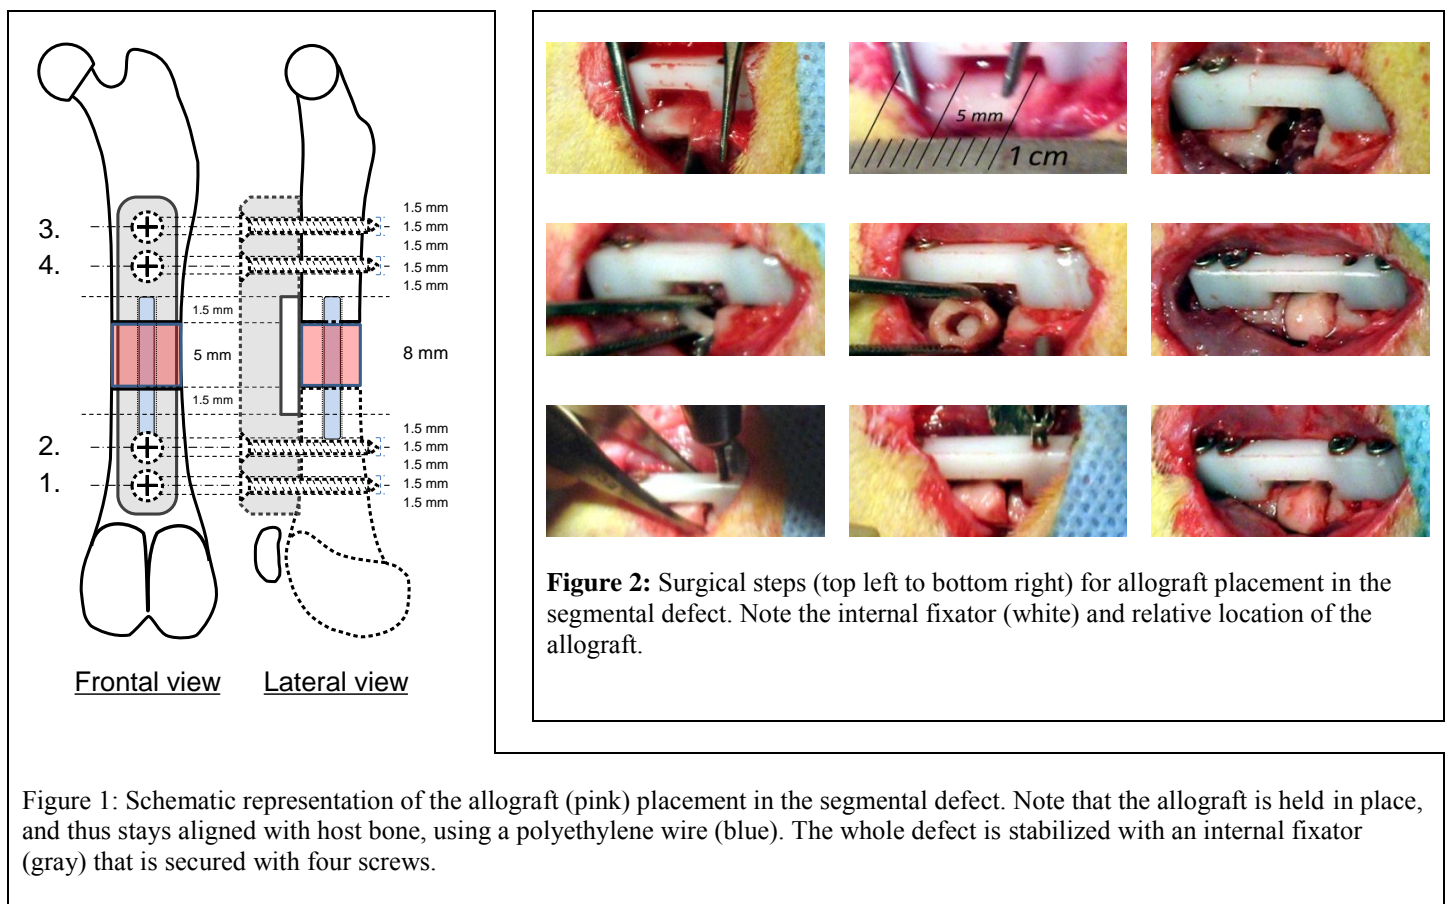 3.
4.
2.
1.
1.5 mm
1.5 mm
1.5 mm
1.5 mm
1.5 mm
1.5 mm
5 mm
8 mm
1.5 mm
1.5 mm
1.5 mm
1.5 mm
1.5 mm
1.5 mm
Frontal view
Lateral view
5 mm
1 cm
Figure 2: Surgical steps (top left to bottom right) for allograft placement in the
segmental defect. Note the internal fixator (white) and relative location of the
allograft.
Figure 1: Schematic representation of the allograft (pink) placement in the segmental defect. Note that the allograft is held in place,
and thus stays aligned with host bone, using a polyethylene wire (blue). The whole defect is stabilized with an internal fixator
(gray) that is secured with four screws.